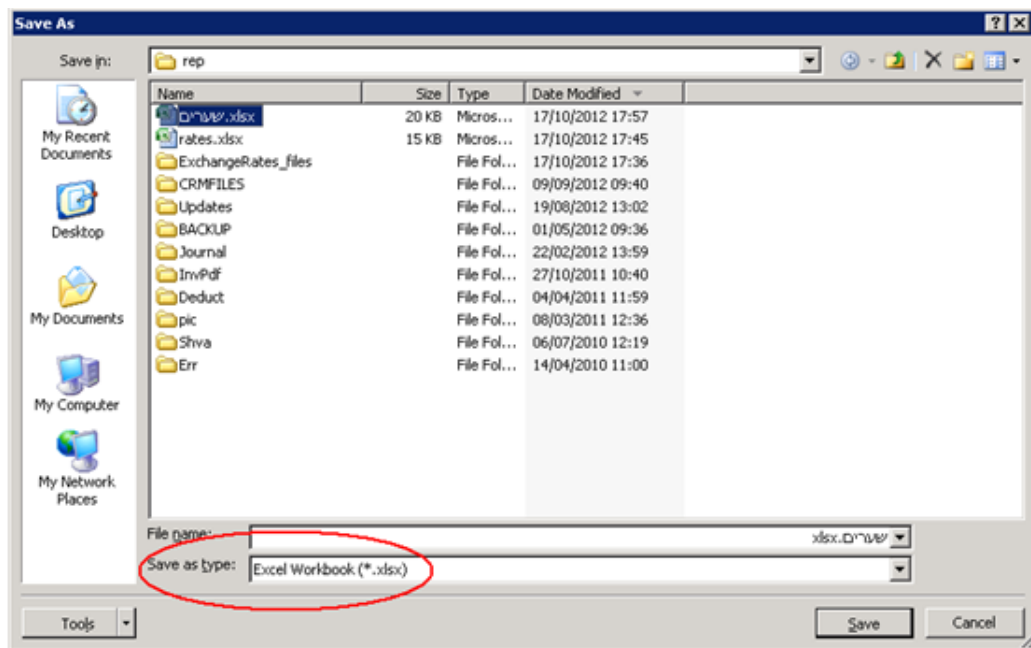 Save As
Save in: rep
Name Size Type Date Modified
שערים.xlsx 20 KB Micros... 17/10/2012 17:57
rates.xlsx 15 KB Micros... 17/10/2012 17:45
ExchangeRates_files File Fol... 17/10/2012 17:36
CRMFILES File Fol... 09/09/2012 09:40
Updates File Fol... 19/08/2012 13:02
BACKUP File Fol... 01/05/2012 09:36
Journal File Fol... 22/02/2012 13:59
InvPdf File Fol... 27/10/2011 10:40
Deduct File Fol... 04/04/2011 11:59
pic File Fol... 08/03/2011 12:36
Shva File Fol... 06/07/2010 12:19
Err File Fol... 14/04/2010 11:00
My Recent
Documents
Desktop
My Documents
My Computer
My Network
Places
File name: שערים.xlsx
Save as type: Excel Workbook (*.xlsx)
Tools Save Cancel